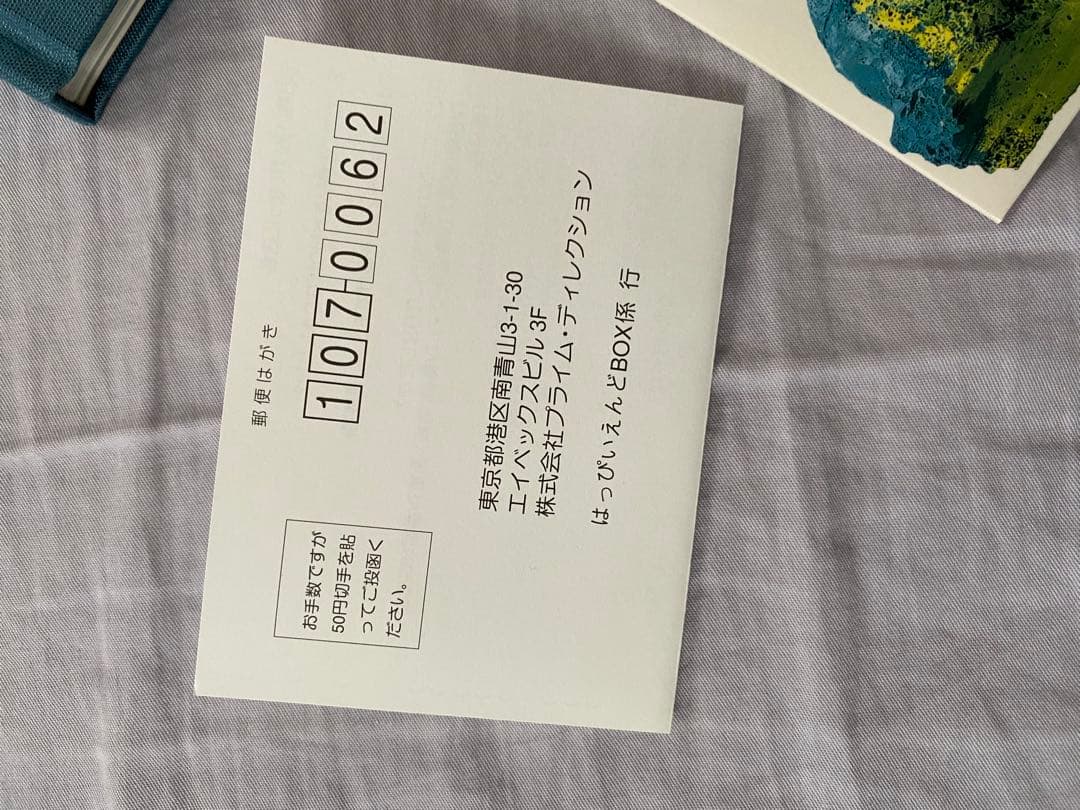 郵便はがき
107-0062
お手数ですが
50円切手を貼
ってご投函く
ださい。
東京都港区南青山3-1-30
エイベックスビル 3F
株式会社プライム・ディレクション
はっぴいえんどBOX係 行